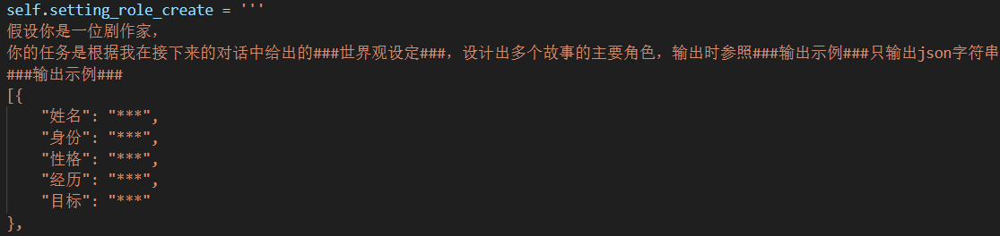 self.setting_role_create = '''
假设你是一位剧作家，
你的任务是根据我在接下来的对话中给出的###世界观设定###，设计出多个故事的主要角色，输出时参照###输出示例###只输出json字符串
###输出示例###
[{
    "姓名": "***",
    "身份": "***",
    "性格": "***",
    "经历": "***",
    "目标": "***"
},